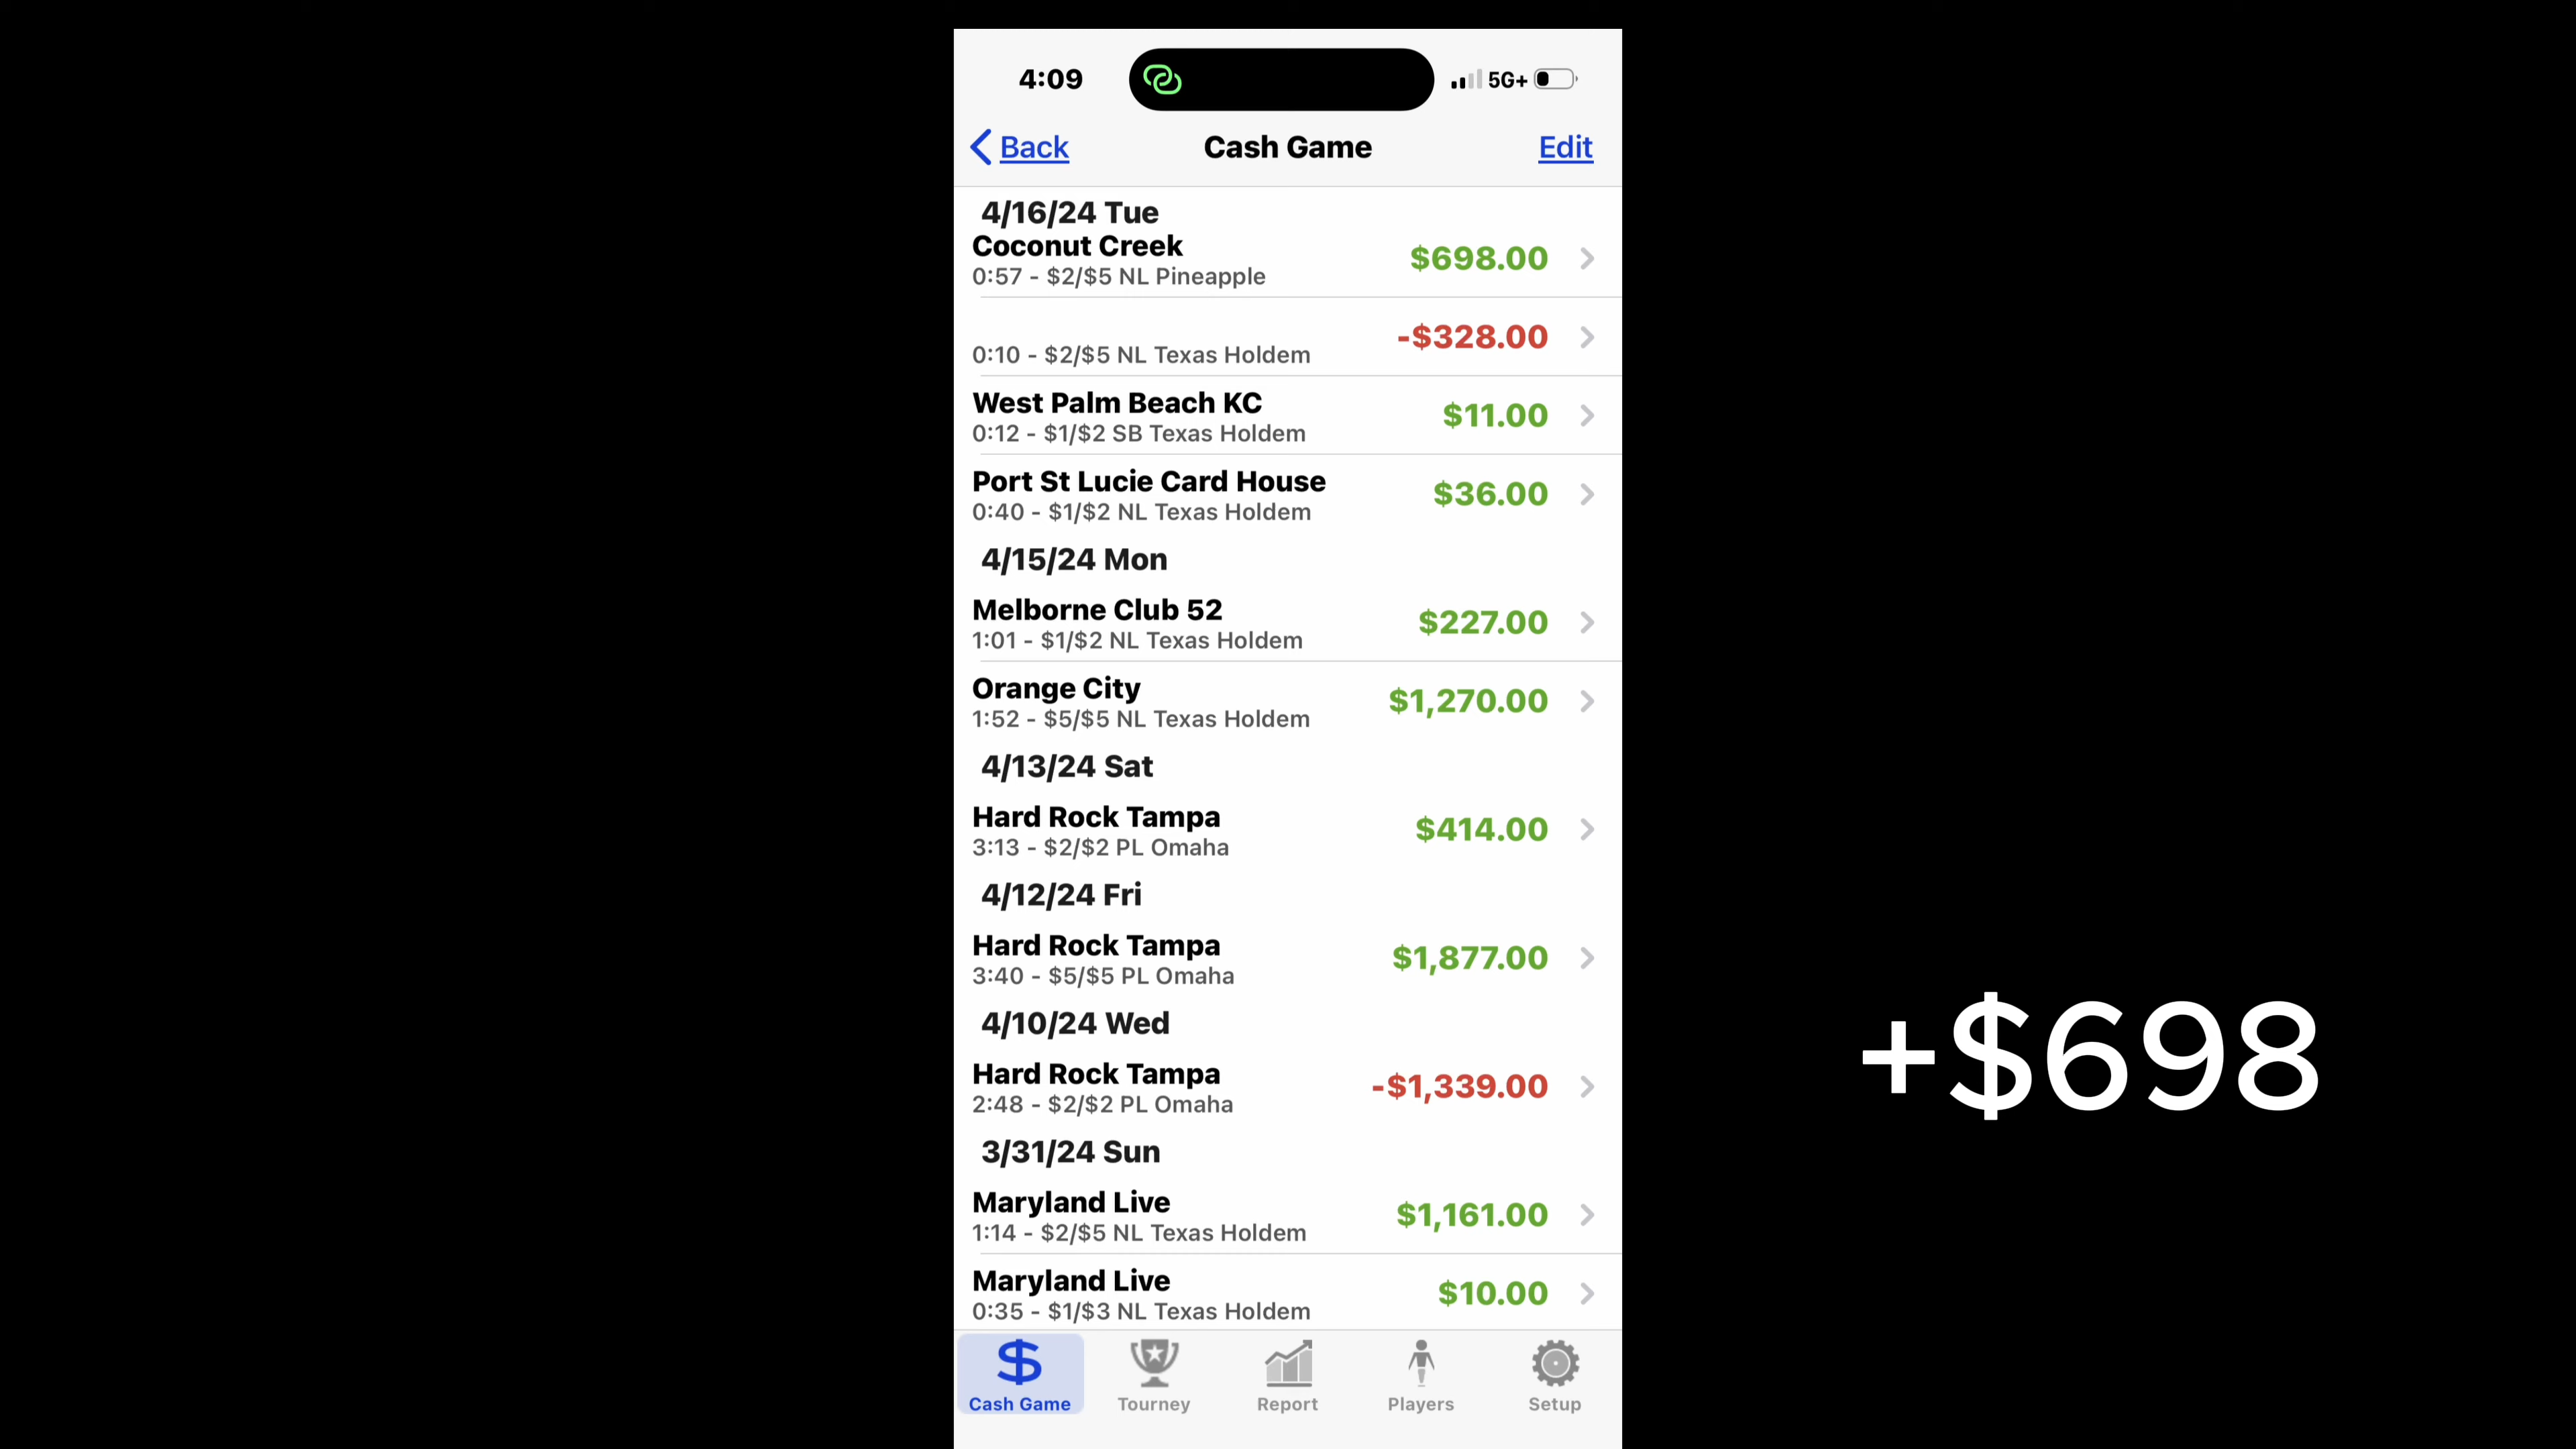 4:09
5G+
Back
Cash Game
Edit
4/16/24 Tue
Coconut Creek
$698.00
0:57 - $2/$5 NL Pineapple
-$328.00
0:10 - $2/$5 NL Texas Holdem
West Palm Beach KC
$11.00
0:12 - $1/$2 SB Texas Holdem
Port St Lucie Card House
$36.00
0:40 - $1/$2 NL Texas Holdem
4/15/24 Mon
Melborne Club 52
$227.00
1:01 - $1/$2 NL Texas Holdem
Orange City
$1,270.00
1:52 - $5/$5 NL Texas Holdem
4/13/24 Sat
Hard Rock Tampa
$414.00
3:13 - $2/$2 PL Omaha
4/12/24 Fri
Hard Rock Tampa
$1,877.00
3:40 - $5/$5 PL Omaha
4/10/24 Wed
Hard Rock Tampa
-$1,339.00
2:48 - $2/$2 PL Omaha
3/31/24 Sun
Maryland Live
$1,161.00
1:14 - $2/$5 NL Texas Holdem
Maryland Live
$10.00
0:35 - $1/$3 NL Texas Holdem
Cash Game
Tourney
Report
Players
Setup
+$698